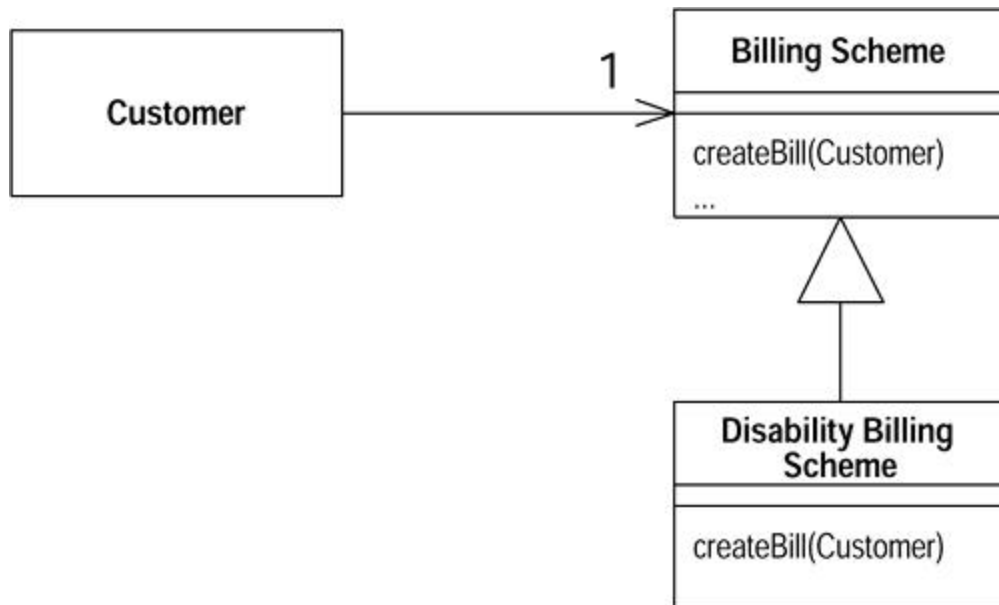 Customer
1
Billing Scheme
createBill(Customer)
...
Disability Billing
Scheme
createBill(Customer)